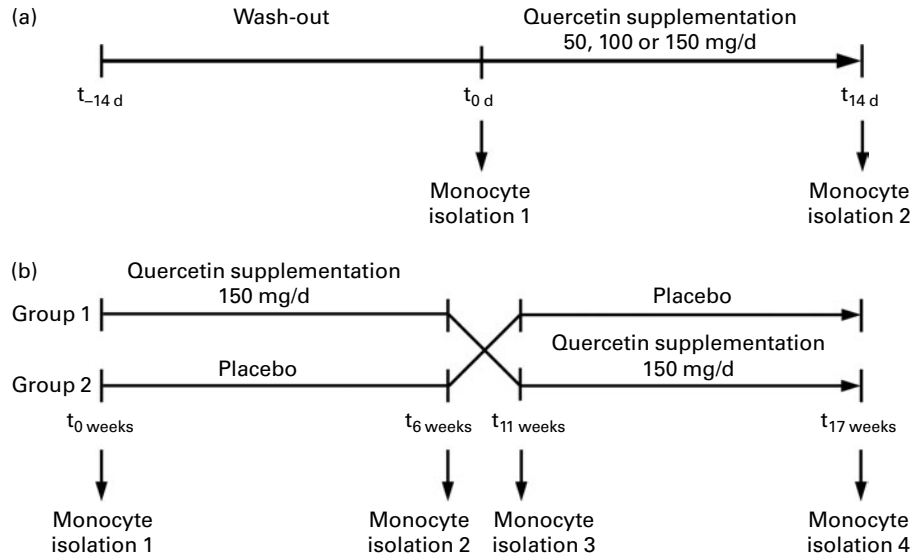 (a)
Wash-out
Quercetin supplementation
50, 100 or 150 mg/d
t–14 d
t0 d
t14 d
Monocyte
isolation 1
Monocyte
isolation 2
(b)
Quercetin supplementation
150 mg/d
Group 1
Placebo
Quercetin supplementation
150 mg/d
Group 2
Placebo
t0 weeks
t6 weeks
t11 weeks
t17 weeks
Monocyte
isolation 1
Monocyte
isolation 2
Monocyte
isolation 3
Monocyte
isolation 4